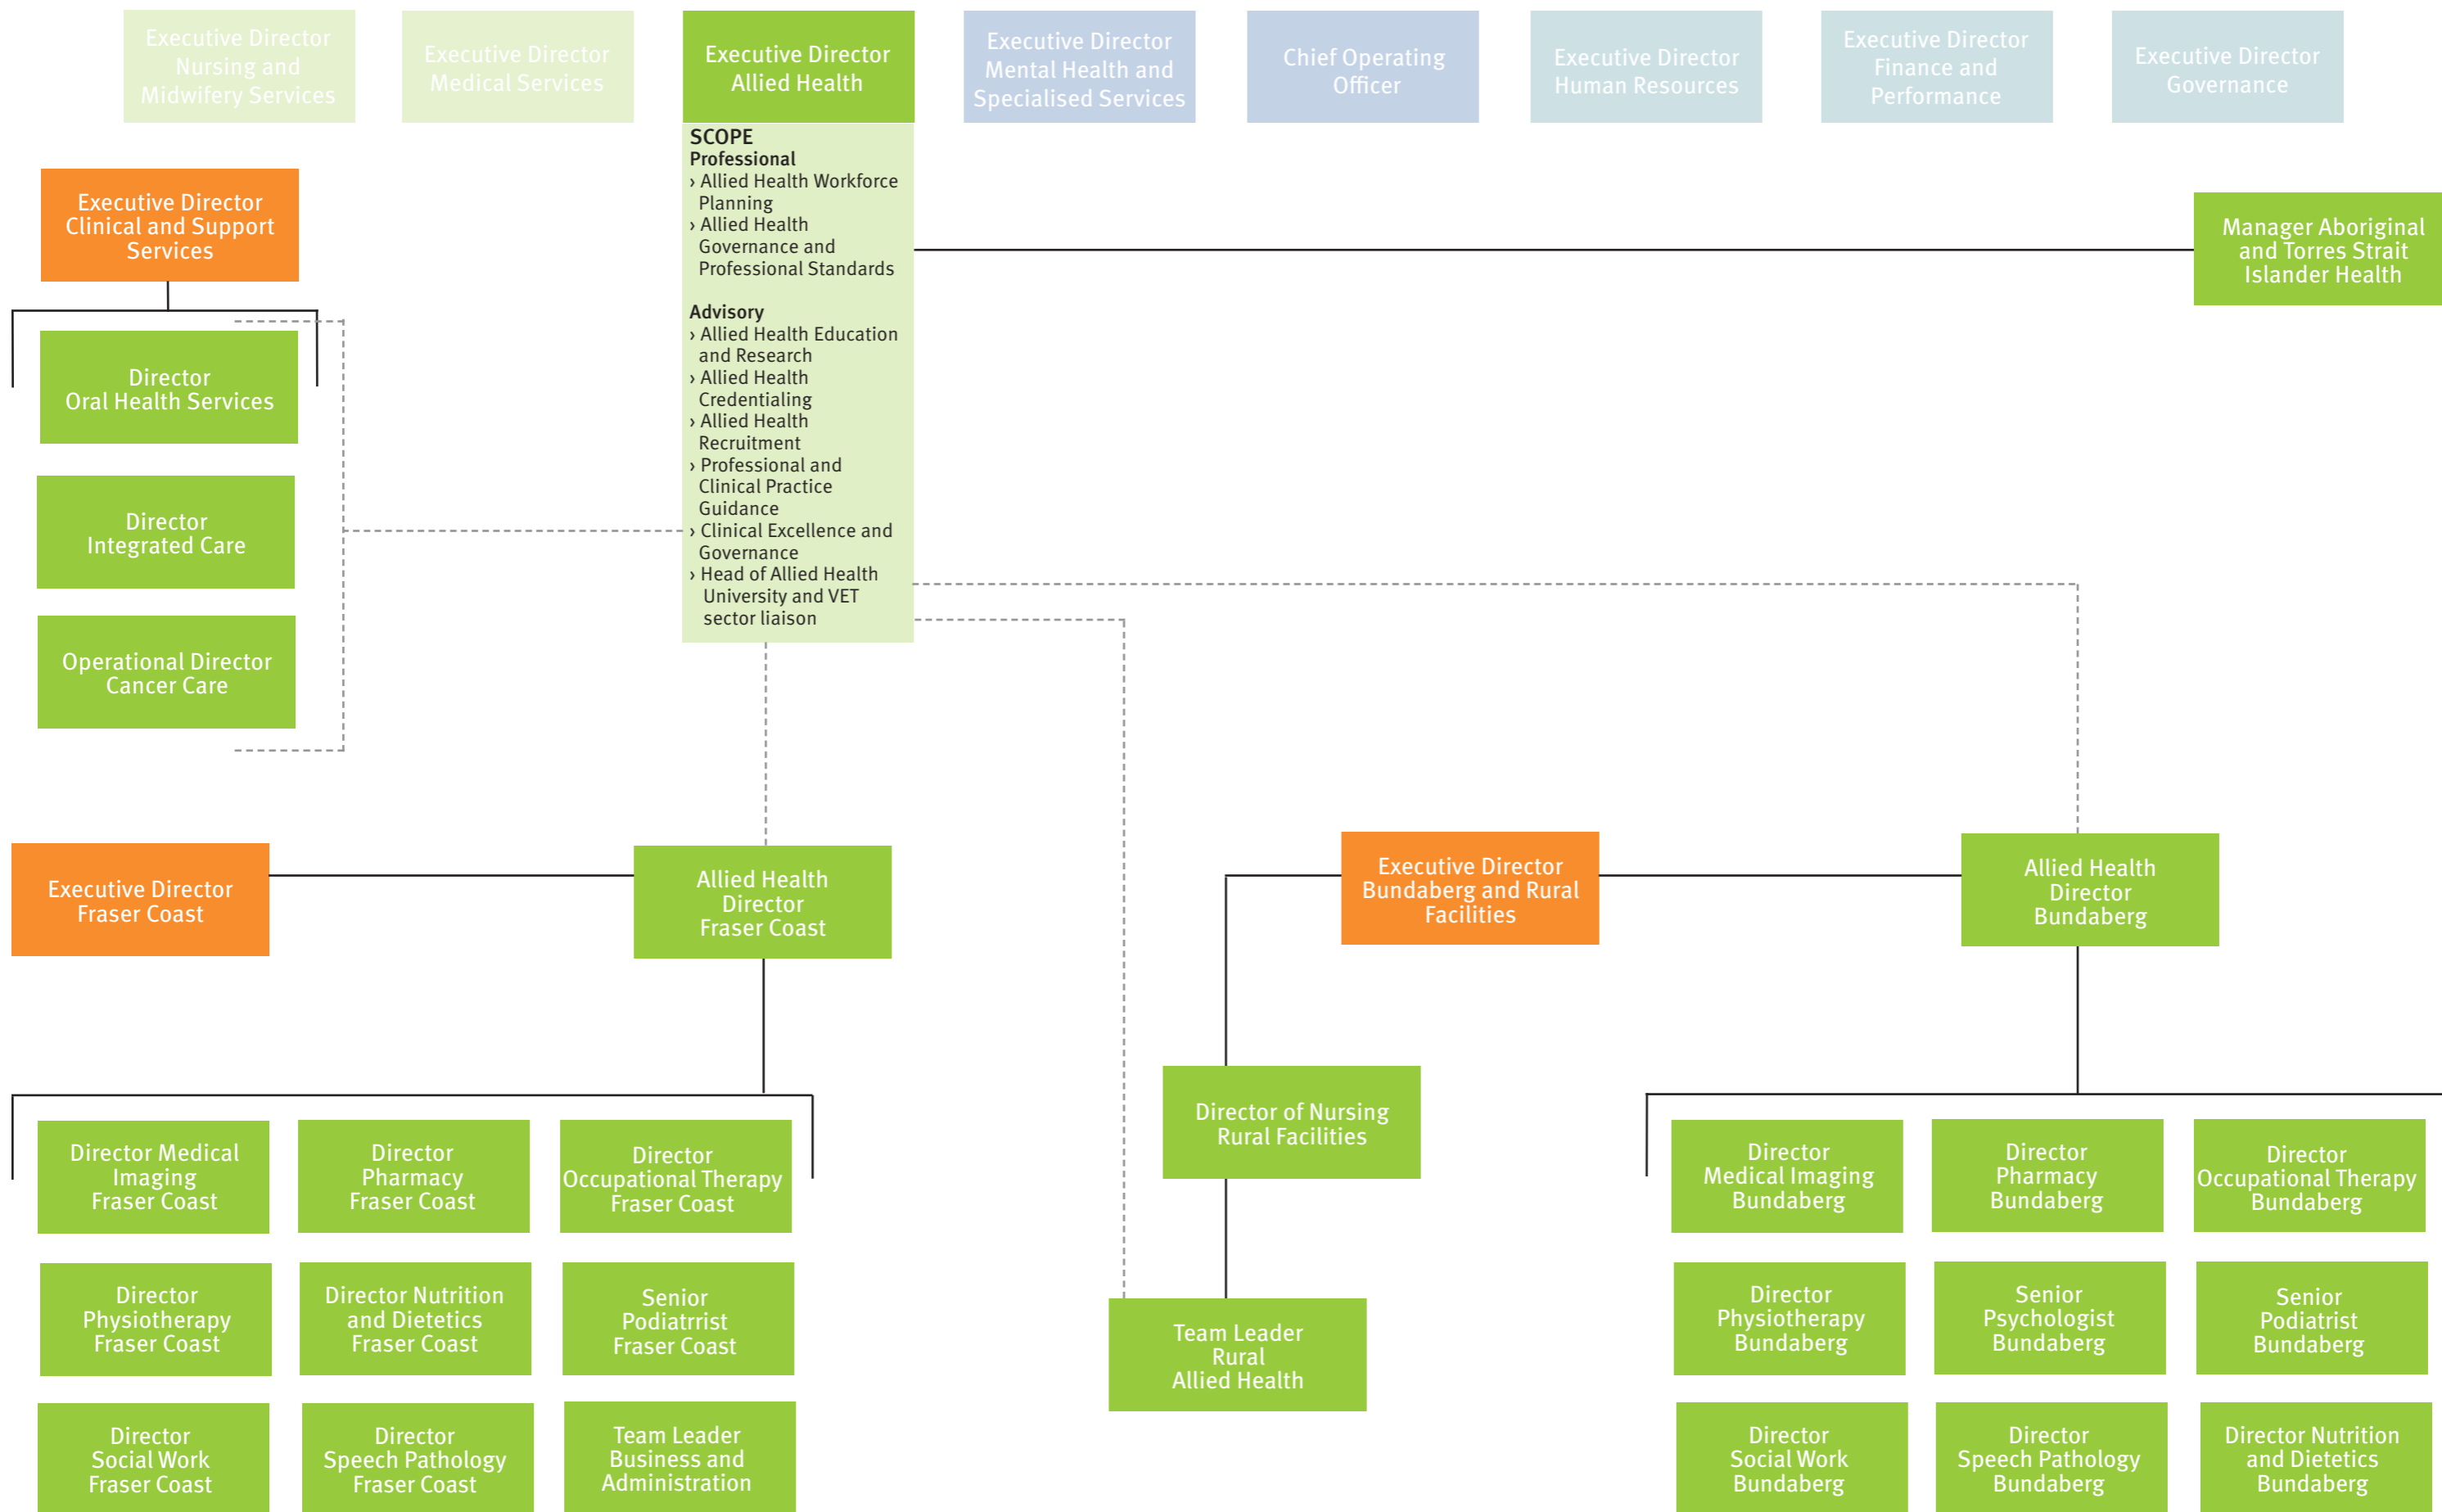 Executive Director
Nursing and
Midwifery Services
Executive Director
Medical Services
Executive Director
Allied Health
Executive Director
Mental Health and
Specialised Services
Chief Operating
Officer
Executive Director
Human Resources
Executive Director
Finance and
Performance
Executive Director
Governance
SCOPE
Professional
› Allied Health Workforce
Planning
› Allied Health
Governance and
Professional Standards
Advisory
› Allied Health Education
and Research
› Allied Health
Credentialing
› Allied Health
Recruitment
› Professional and
Clinical Practice
Guidance
› Clinical Excellence and
Governance
› Head of Allied Health
University and VET
sector liaison
Executive Director
Clinical and Support
Services
Manager Aboriginal
and Torres Strait
Islander Health
Director
Oral Health Services
Director
Integrated Care
Operational Director
Cancer Care
Executive Director
Fraser Coast
Allied Health
Director
Fraser Coast
Executive Director
Bundaberg and Rural
Facilities
Allied Health
Director
Bundaberg
Director of Nursing
Rural Facilities
Team Leader
Rural
Allied Health
Director Medical
Imaging
Fraser Coast
Director
Pharmacy
Fraser Coast
Director
Occupational Therapy
Fraser Coast
Director
Physiotherapy
Fraser Coast
Director Nutrition
and Dietetics
Fraser Coast
Senior
Podiatrrist
Fraser Coast
Director
Social Work
Fraser Coast
Director
Speech Pathology
Fraser Coast
Team Leader
Business and
Administration
Director
Medical Imaging
Bundaberg
Director
Pharmacy
Bundaberg
Director
Occupational Therapy
Bundaberg
Director
Physiotherapy
Bundaberg
Senior
Psychologist
Bundaberg
Senior
Podiatrist
Bundaberg
Director
Social Work
Bundaberg
Director
Speech Pathology
Bundaberg
Director Nutrition
and Dietetics
Bundaberg